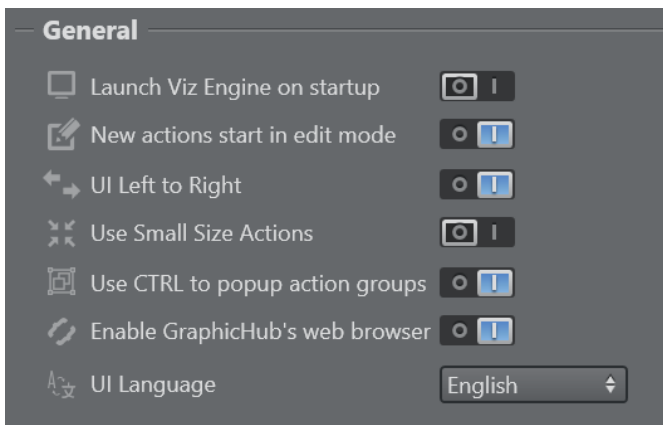 General
Launch Viz Engine on startup
New actions start in edit mode
UI Left to Right
Use Small Size Actions
Use CTRL to popup action groups
Enable GraphicHub's web browser
UI Language English